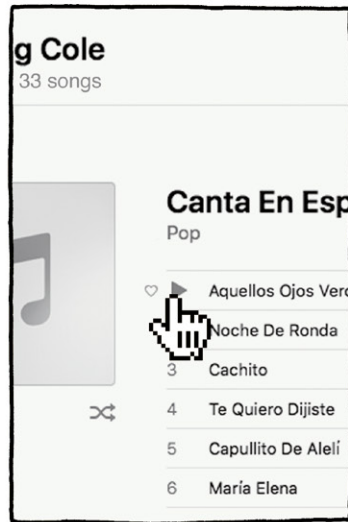 g Cole
33 songs
Canta En Esp
Pop
Aquellos Ojos Verd
Noche De Ronda
3 Cachito
4 Te Quiero Dijiste
5 Capullito De Alelí
6 María Elena